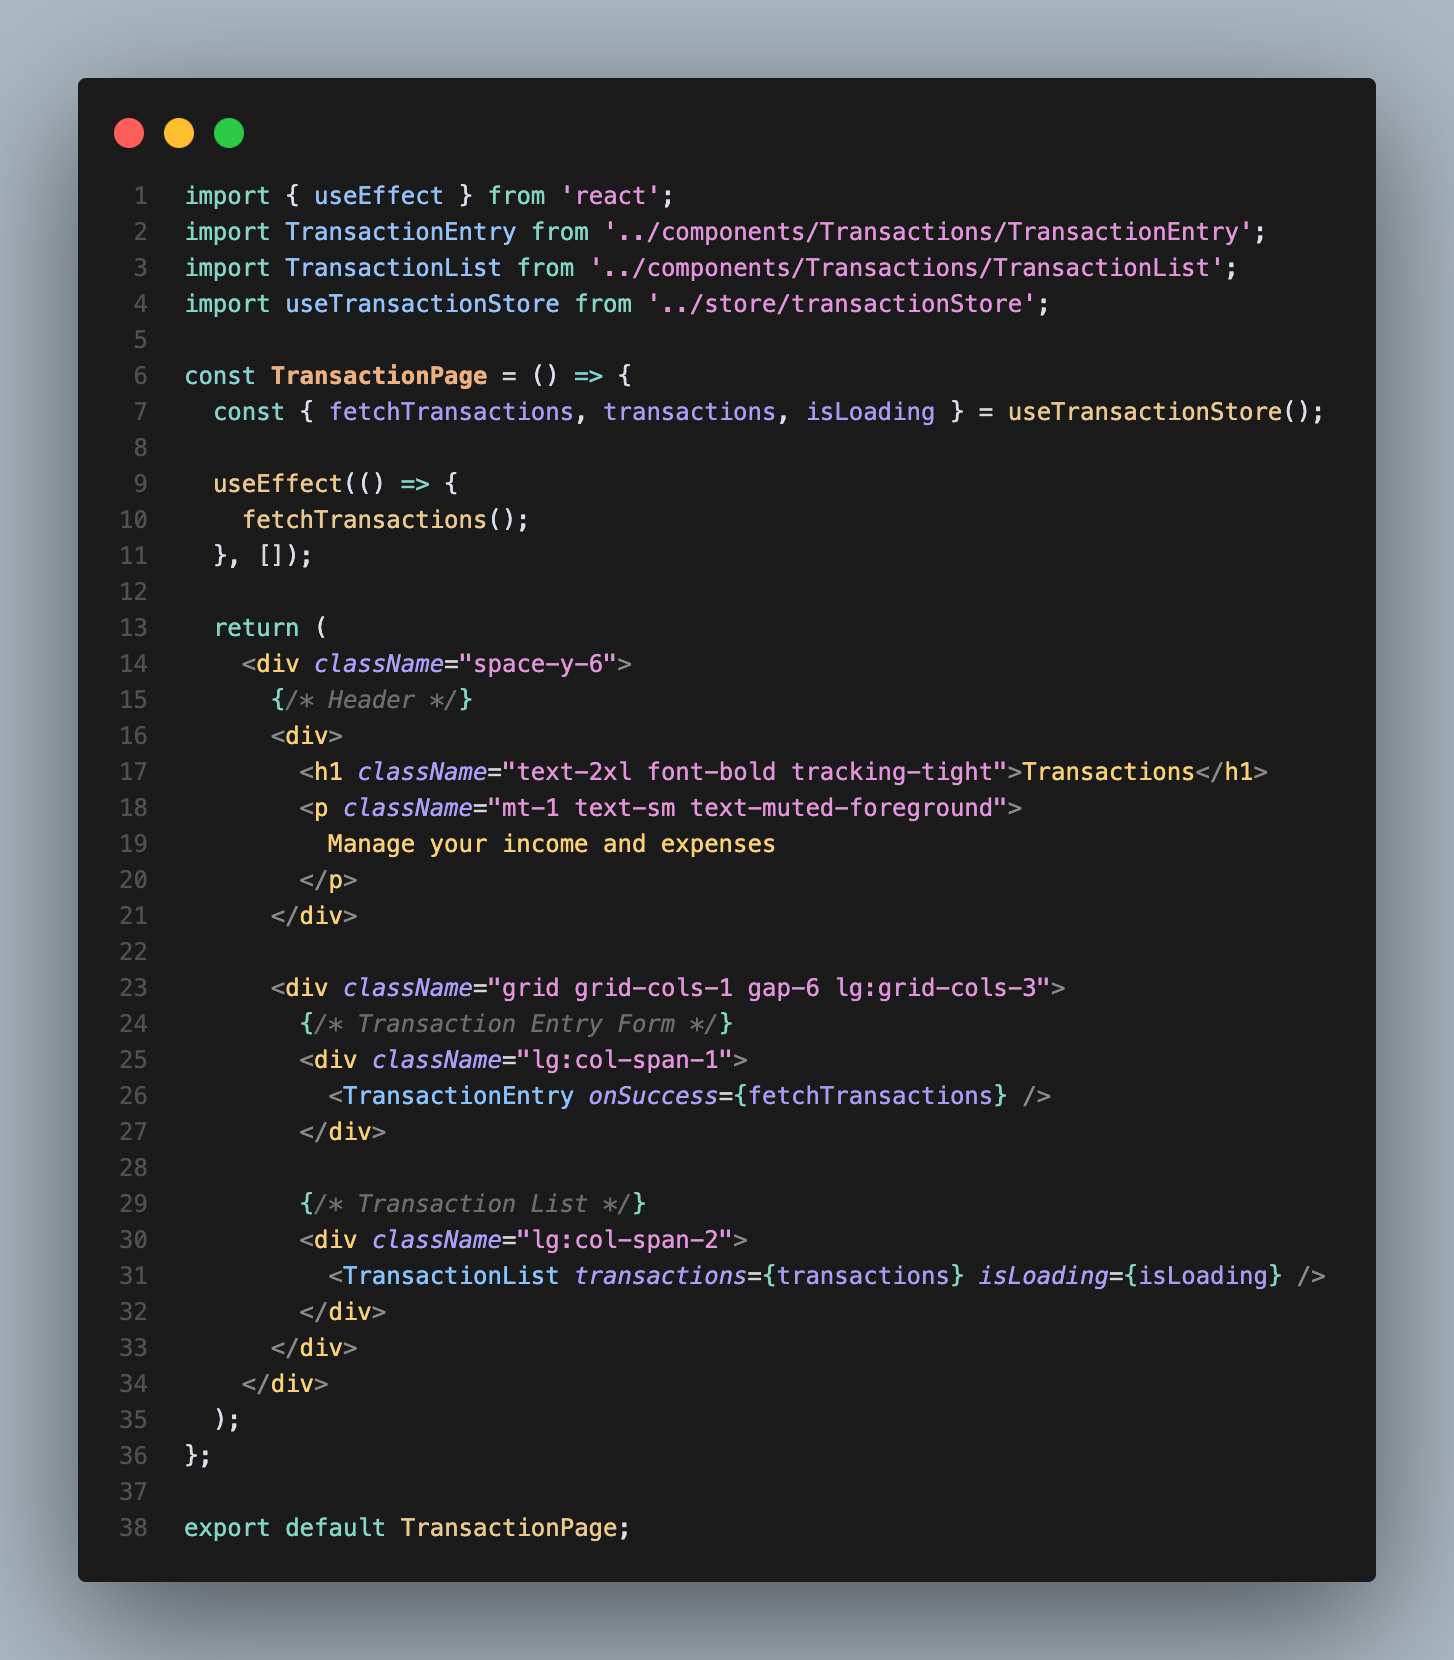 1 import { useEffect } from 'react';
2 import TransactionEntry from '../components/Transactions/TransactionEntry';
3 import TransactionList from '../components/Transactions/TransactionList';
4 import useTransactionStore from '../store/transactionStore';
5
6 const TransactionPage = () => {
7   const { fetchTransactions, transactions, isLoading } = useTransactionStore();
8
9   useEffect(() => {
10     fetchTransactions();
11   }, []);
12
13   return (
14     <div className="space-y-6">
15       {/* Header */}
16       <div>
17         <h1 className="text-2xl font-bold tracking-tight">Transactions</h1>
18         <p className="mt-1 text-sm text-muted-foreground">
19           Manage your income and expenses
20         </p>
21       </div>
22
23       <div className="grid grid-cols-1 gap-6 lg:grid-cols-3">
24         {/* Transaction Entry Form */}
25         <div className="lg:col-span-1">
26           <TransactionEntry onSuccess={fetchTransactions} />
27         </div>
28
29         {/* Transaction List */}
30         <div className="lg:col-span-2">
31           <TransactionList transactions={transactions} isLoading={isLoading} />
32         </div>
33       </div>
34     </div>
35   );
36 };
37
38 export default TransactionPage;